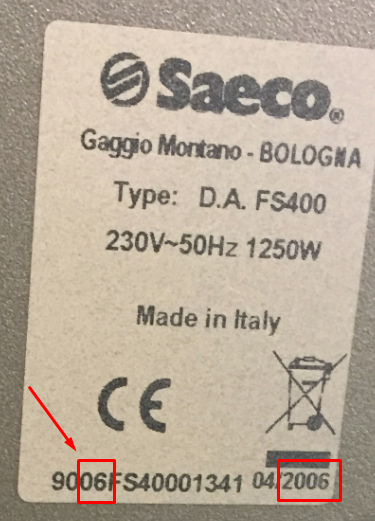 Saeco®
Gaggio Montano - BOLOGNA
Type: D.A. FS400
230V~50Hz 1250W
Made in Italy
CE
9006FS40001341 04/2006